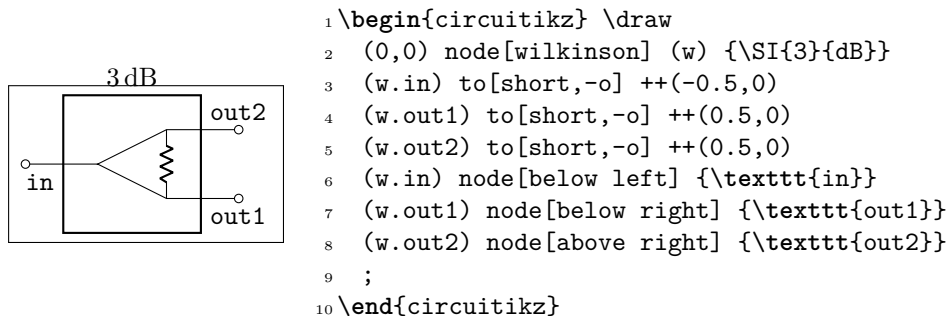 3 dB
out2
in
out1
1 \begin{circuitikz} \draw
2 (0,0) node[wilkinson] (w) {\SI{3}{dB}}
3 (w.in) to[short,-o] ++(-0.5,0)
4 (w.out1) to[short,-o] ++(0.5,0)
5 (w.out2) to[short,-o] ++(0.5,0)
6 (w.in) node[below left] {\texttt{in}}
7 (w.out1) node[below right] {\texttt{out1}}
8 (w.out2) node[above right] {\texttt{out2}}
9 ;
10 \end{circuitikz}